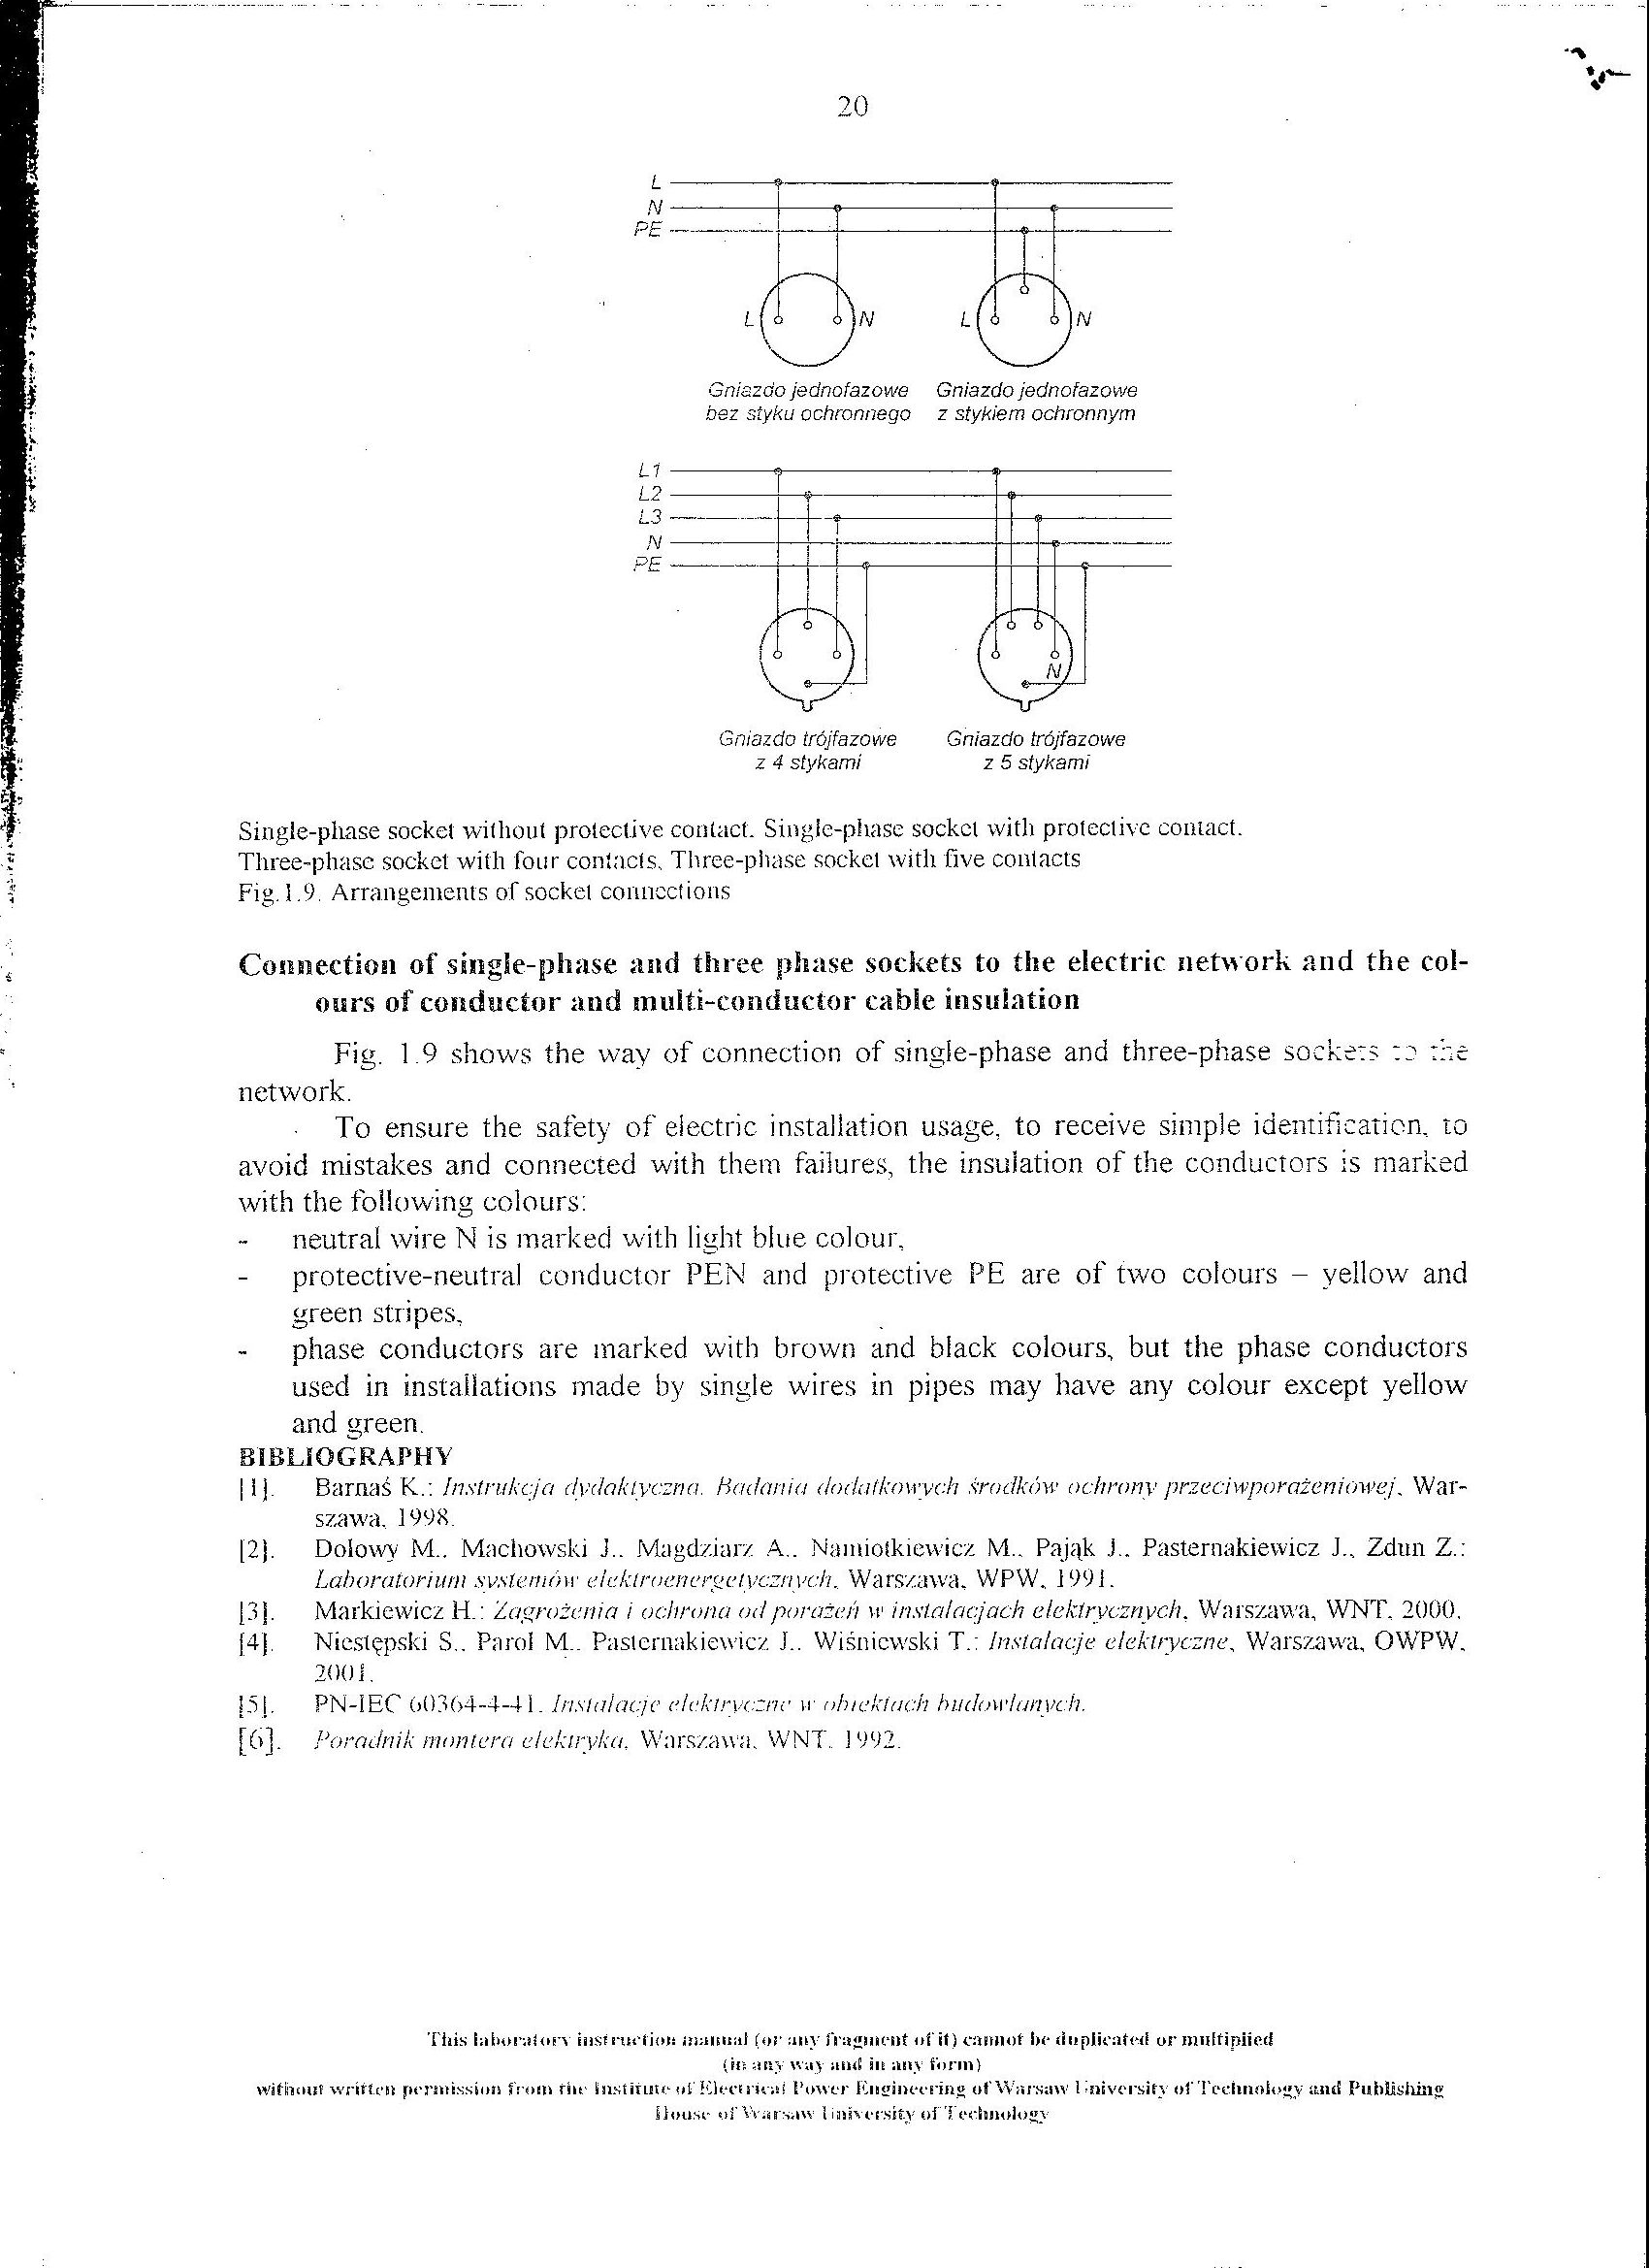 20
L
N
PE
L N L N
Gniazdo jednofazowe Gniazdo jednofazowe
bez styku ochronnego z stykiem ochronnym
L1
L2
L3
N
PE
N
Gniazdo trójfazowe Gniazdo trójfazowe
z 4 stykami z 5 stykami
Single-phase socket without protective contact. Single-phase socket with protective contact.
Three-phase socket with four contacts, Three-phase socket with five contacts
Fig.1.9. Arrangements of socket connections
Connection of single-phase and three phase sockets to the electric network and the col-
ours of conductor and multi-conductor cable insulation
Fig. 1.9 shows the way of connection of single-phase and three-phase sockets to the
network.
To ensure the safety of electric installation usage, to receive simple identification, to
avoid mistakes and connected with them failures, the insulation of the conductors is marked
with the following colours:
- neutral wire N is marked with light blue colour,
- protective-neutral conductor PEN and protective PE are of two colours – yellow and
green stripes,
- phase conductors are marked with brown and black colours, but the phase conductors
used in installations made by single wires in pipes may have any colour except yellow
and green.
BIBLIOGRAPHY
[1]. Barnaś K.: Instrukcja dydaktyczna. Badania dodatkowych środków ochrony przeciwporażeniowej, War-
szawa, 1998.
[2]. Dołowy M., Machowski J., Magdziarz A., Namiotkiewicz M., Pająk J., Pasternakiewicz J., Zdun Z.:
Laboratorium systemów elektroenergetycznych, Warszawa, WPW, 1991.
[3]. Markiewicz H.: Zagrożenia i ochrona od porażeń w instalacjach elektrycznych, Warszawa, WNT, 2000.
[4]. Niestępski S., Parol M., Pasternakiewicz J., Wiśniewski T.: Instalacje elektryczne, Warszawa, OWPW,
2001.
[5]. PN-IEC 60364-4-41. Instalacje elektryczne w obiektach budowlanych.
[6]. Poradnik montera elektryka, Warszawa, WNT, 1992.
This laboratory instruction manual (or any fragment of it) cannot be duplicated or multiplied
(in any way and in any form)
without written permission from the Institute of Electrical Power Engineering of Warsaw University of Technology and Publishing
House of Warsaw University of Technology